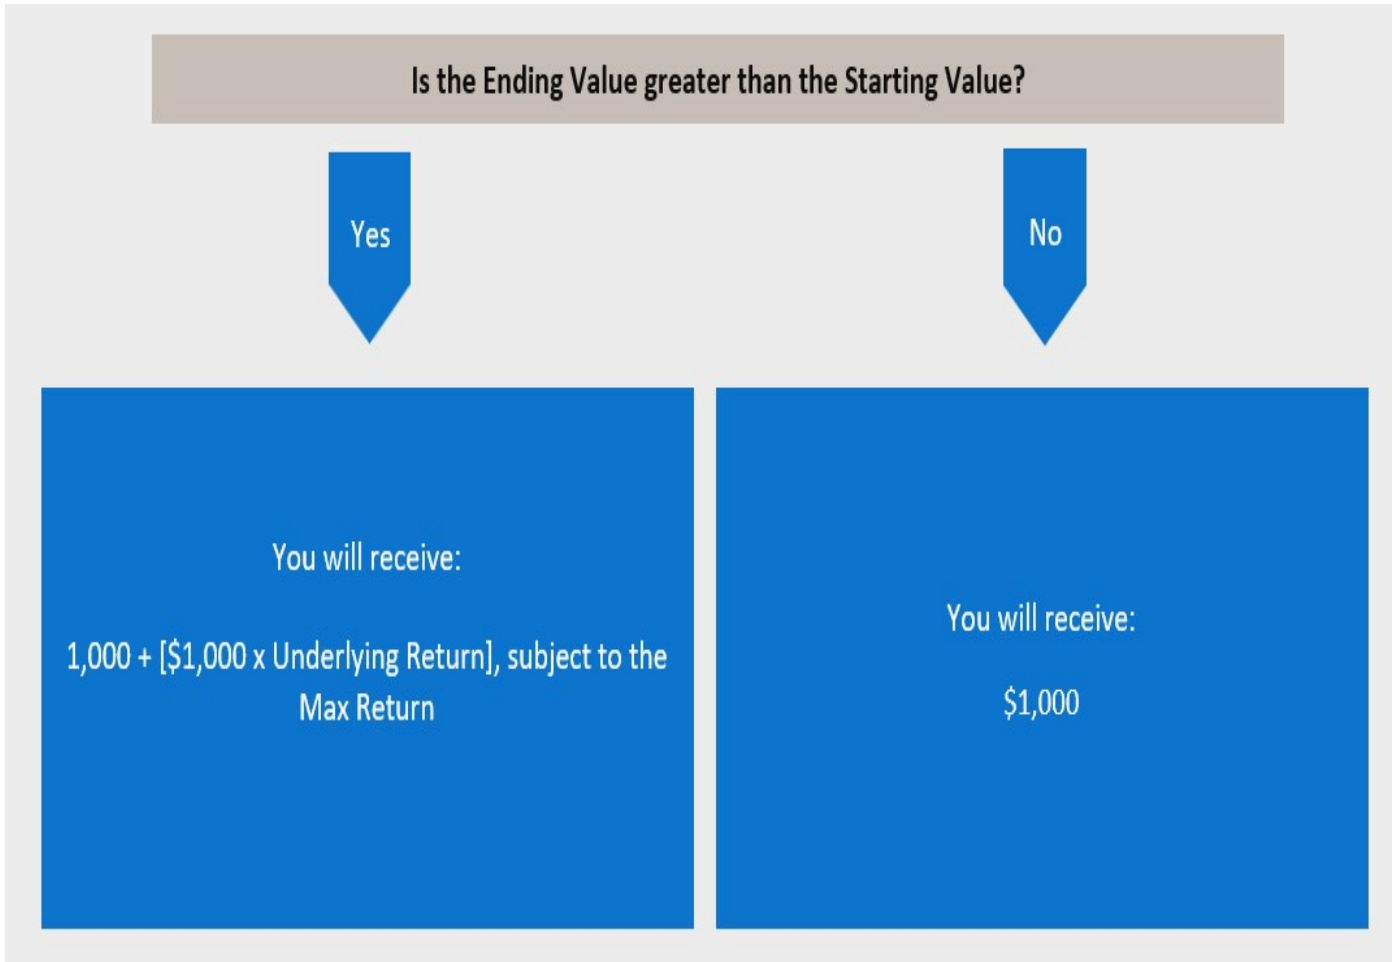 Is the Ending Value greater than the Starting Value?
Yes
No
You will receive:
1,000 + [$1,000 x Underlying Return], subject to the
Max Return
You will receive:
$1,000